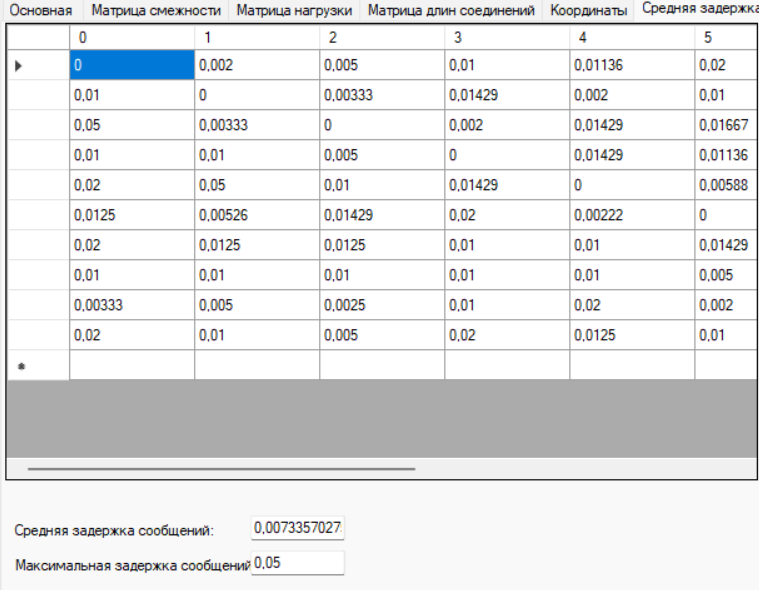 Основная Матрица смежности Матрица нагрузки Матрица длин соединений Координаты Средняя задержка
0 1 2 3 4 5
0 0,002 0,005 0,01 0,01136 0,02
0,01 0 0,00333 0,01429 0,002 0,01
0,05 0,00333 0 0,002 0,01429 0,01667
0,01 0,01 0,005 0 0,01429 0,01136
0,02 0,05 0,01 0,01429 0 0,00588
0,0125 0,00526 0,01429 0,02 0,00222 0
0,02 0,0125 0,0125 0,01 0,01 0,01429
0,01 0,01 0,01 0,01 0,01 0,005
0,00333 0,005 0,0025 0,01 0,02 0,002
0,02 0,01 0,005 0,02 0,0125 0,01
Средняя задержка сообщений: 0,0073357027
Максимальная задержка сообщений 0,05